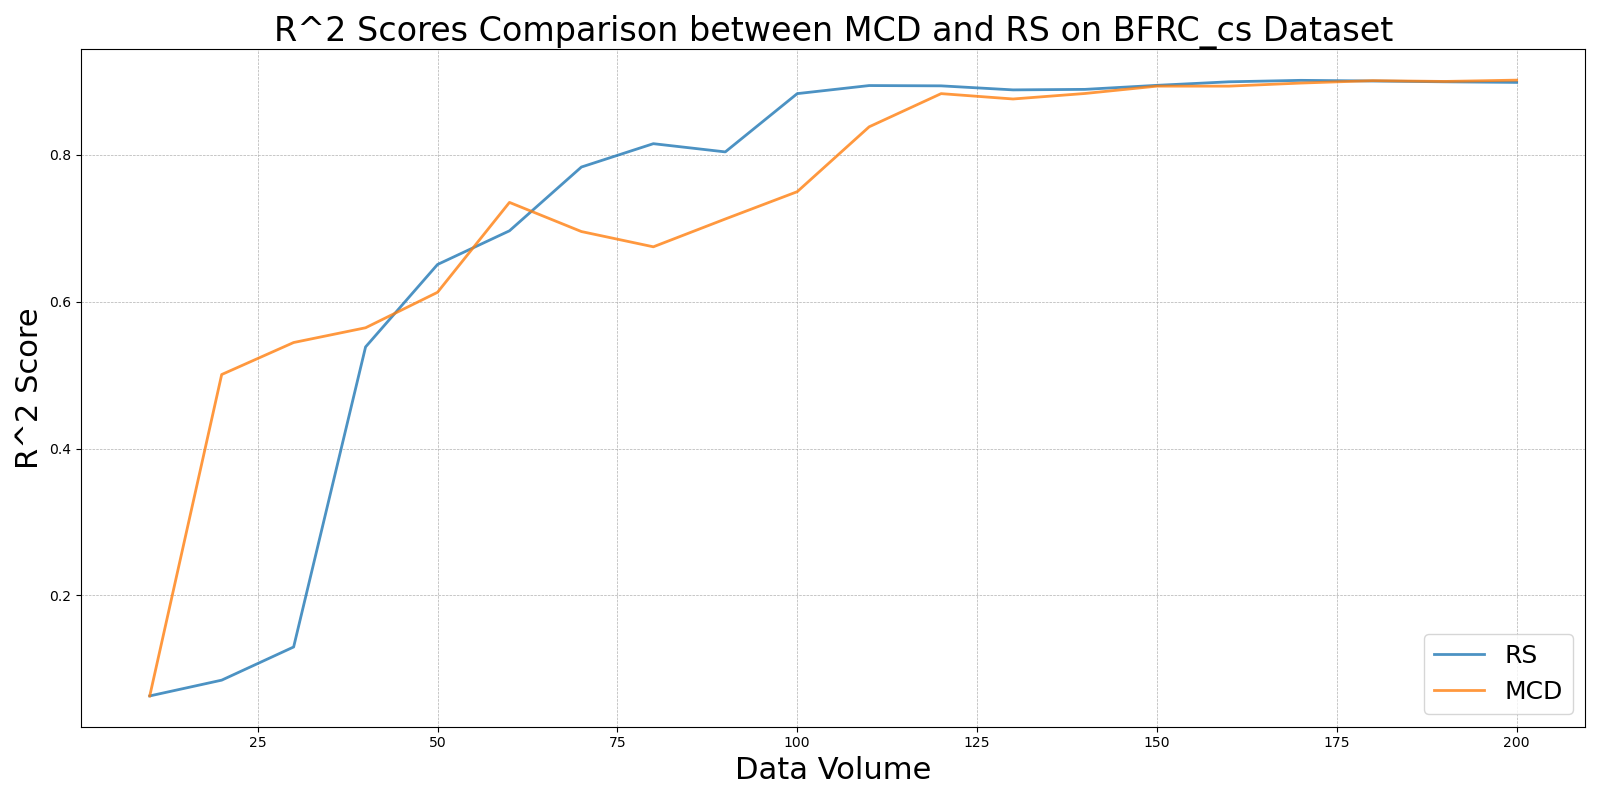 R^2 Scores Comparison between MCD and RS on BFRC_cs Dataset
R^2 Score
0.8
0.6
0.4
0.2
25 50 75 100 125 150 175 200
Data Volume
RS
MCD